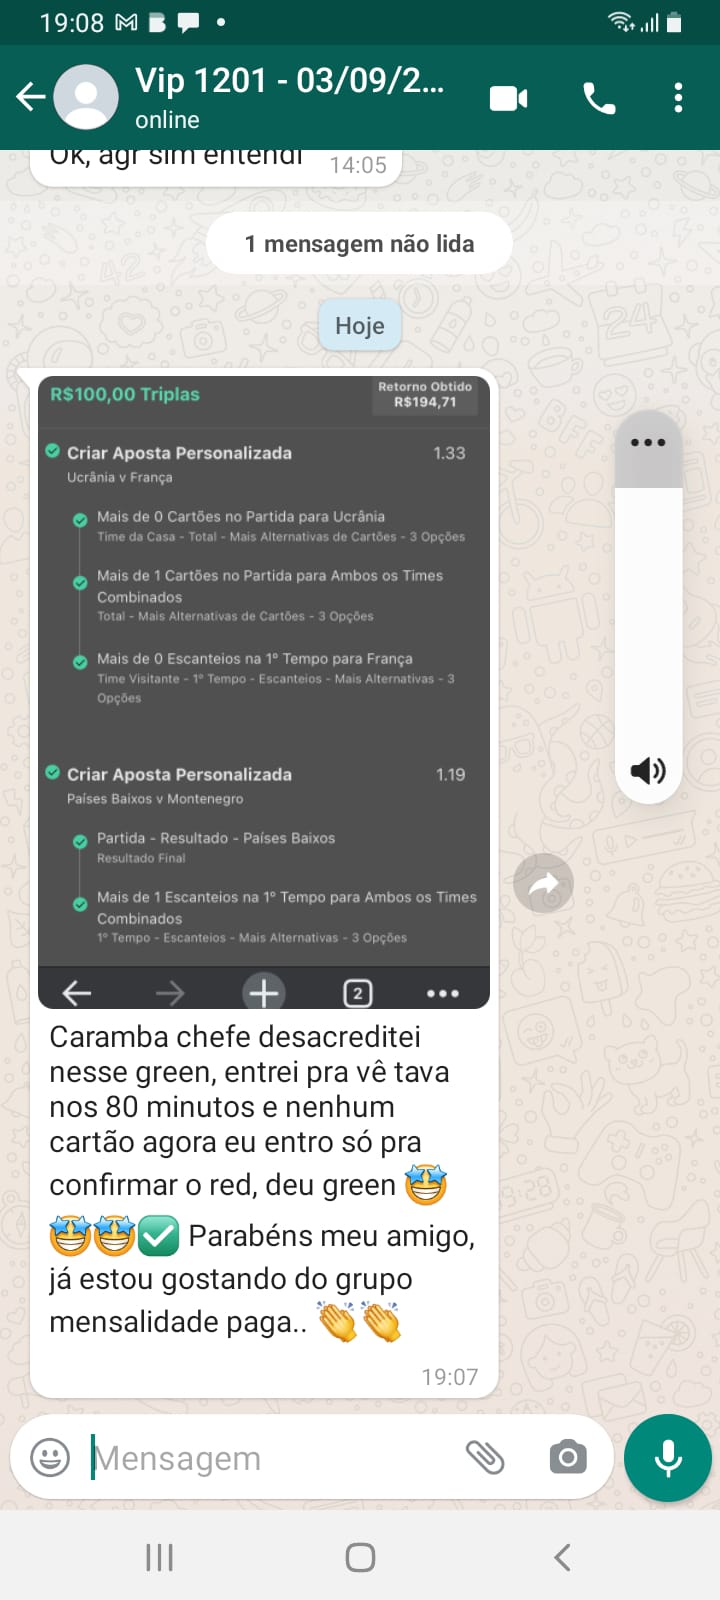 19:08
Vip 1201 - 03/09/2...
online
Ok, agr sim entendi 14:05
1 mensagem não lida
Hoje
R$100,00 Triplas
Retorno Obtido
R$194,71
Criar Aposta Personalizada 1.33
Ucrânia v França
Mais de 0 Cartões no Partida para Ucrânia
Time da Casa - Total - Mais Alternativas de Cartões - 3 Opções
Mais de 1 Cartões no Partida para Ambos os Times
Combinados
Total - Mais Alternativas de Cartões - 3 Opções
Mais de 0 Escanteios na 1º Tempo para França
Time Visitante - 1º Tempo - Escanteios - Mais Alternativas - 3
Opções
Criar Aposta Personalizada 1.19
Países Baixos v Montenegro
Partida - Resultado - Países Baixos
Resultado Final
Mais de 1 Escanteios na 1º Tempo para Ambos os Times
Combinados
1º Tempo - Escanteios - Mais Alternativas - 3 Opções
2
Caramba chefe desacreditei
nesse green, entrei pra vê tava
nos 80 minutos e nenhum
cartão agora eu entro só pra
confirmar o red, deu green 🤩
🤩🤩✅ Parabéns meu amigo,
já estou gostando do grupo
mensalidade paga.. 👏👏
19:07
Mensagem